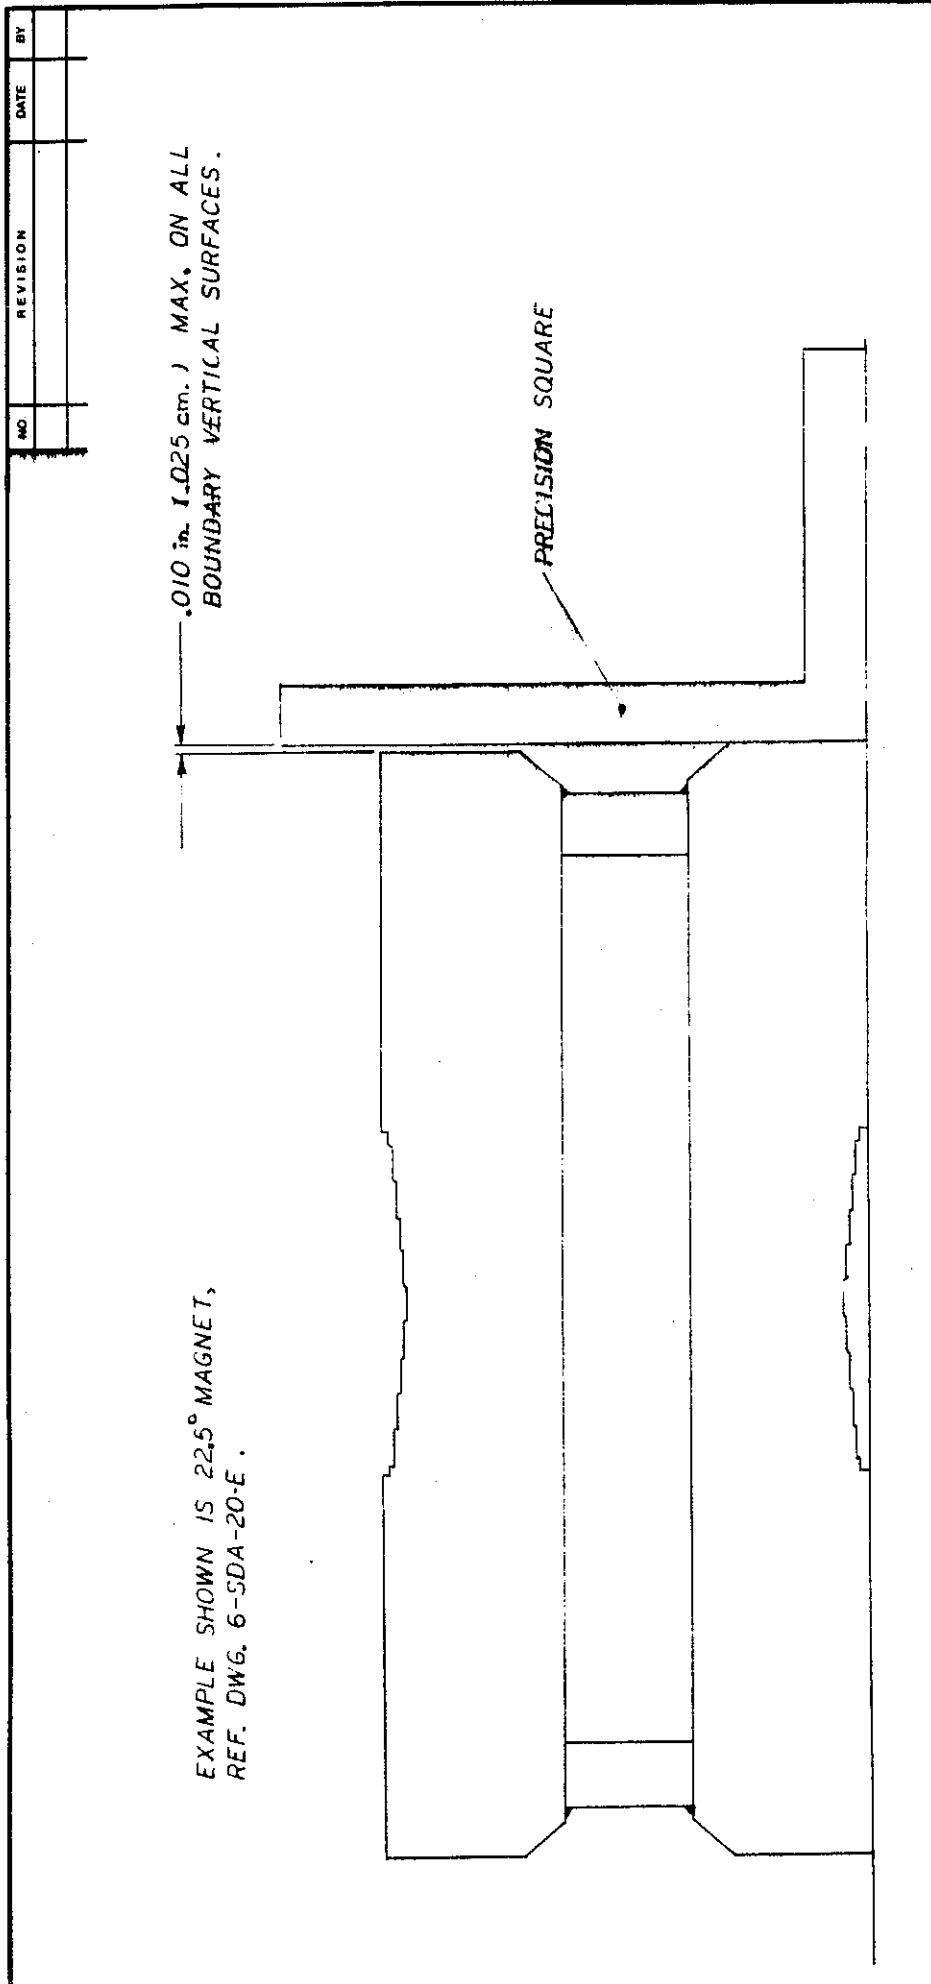 NO. REVISION DATE BY
.010 in. (.025 cm.) MAX. ON ALL
BOUNDARY VERTICAL SURFACES.
PRECISION SQUARE
EXAMPLE SHOWN IS 22.5° MAGNET,
REF. DWG. 6-SDA-20-E.